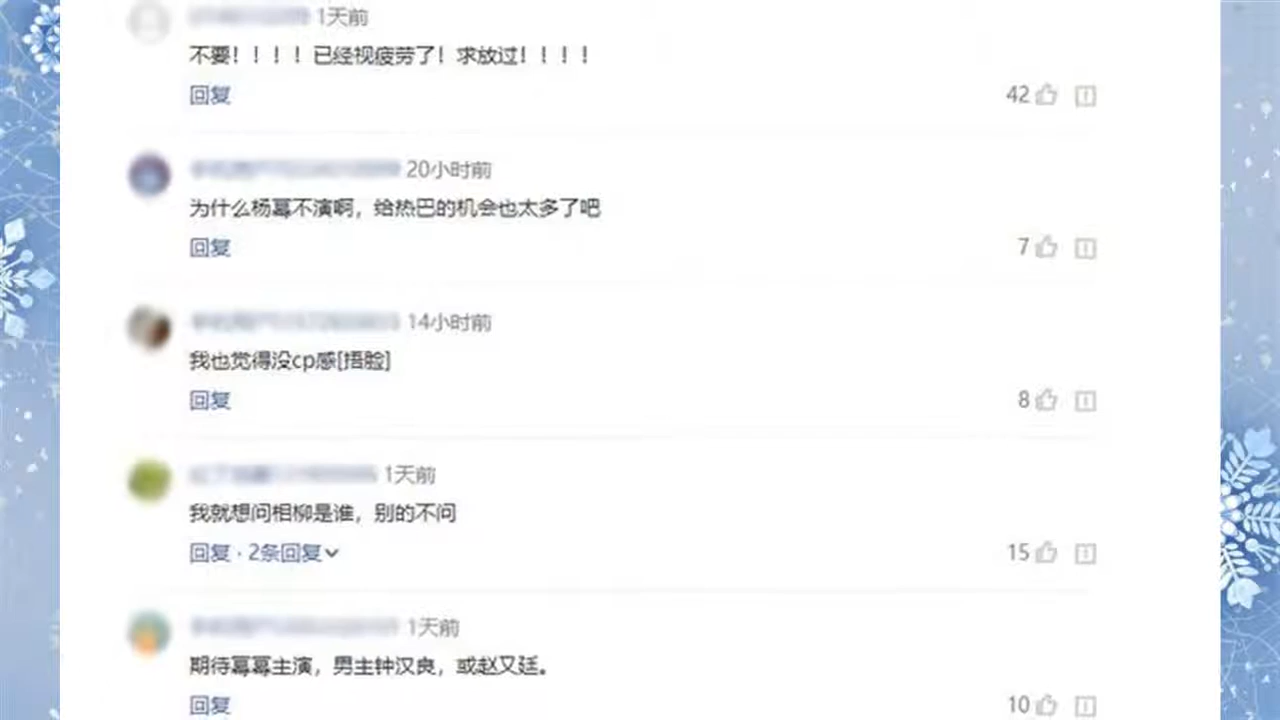 1天前
不要！！！！已经视疲劳了！求放过！！！！
回复
42
20小时前
为什么杨幂不演啊，给热巴的机会也太多了吧
回复
7
14小时前
我也觉得没cp感[捂脸]
回复
8
1天前
我就想问相柳是谁，别的不问
回复·2条回复
15
1天前
期待幂幂主演，男主钟汉良，或赵又廷。
回复
10